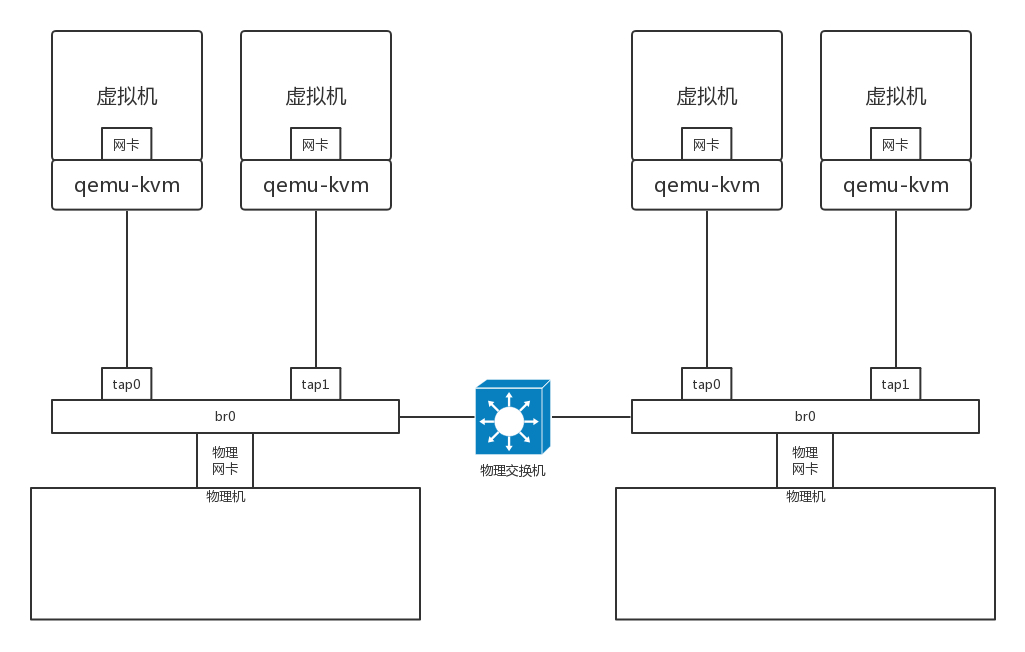 虚拟机
网卡
qemu-kvm
虚拟机
网卡
qemu-kvm
虚拟机
网卡
qemu-kvm
虚拟机
网卡
qemu-kvm
tap0
tap1
tap0
tap1
br0
br0
物理
网卡
物理交换机
物理
网卡
物理机
物理机